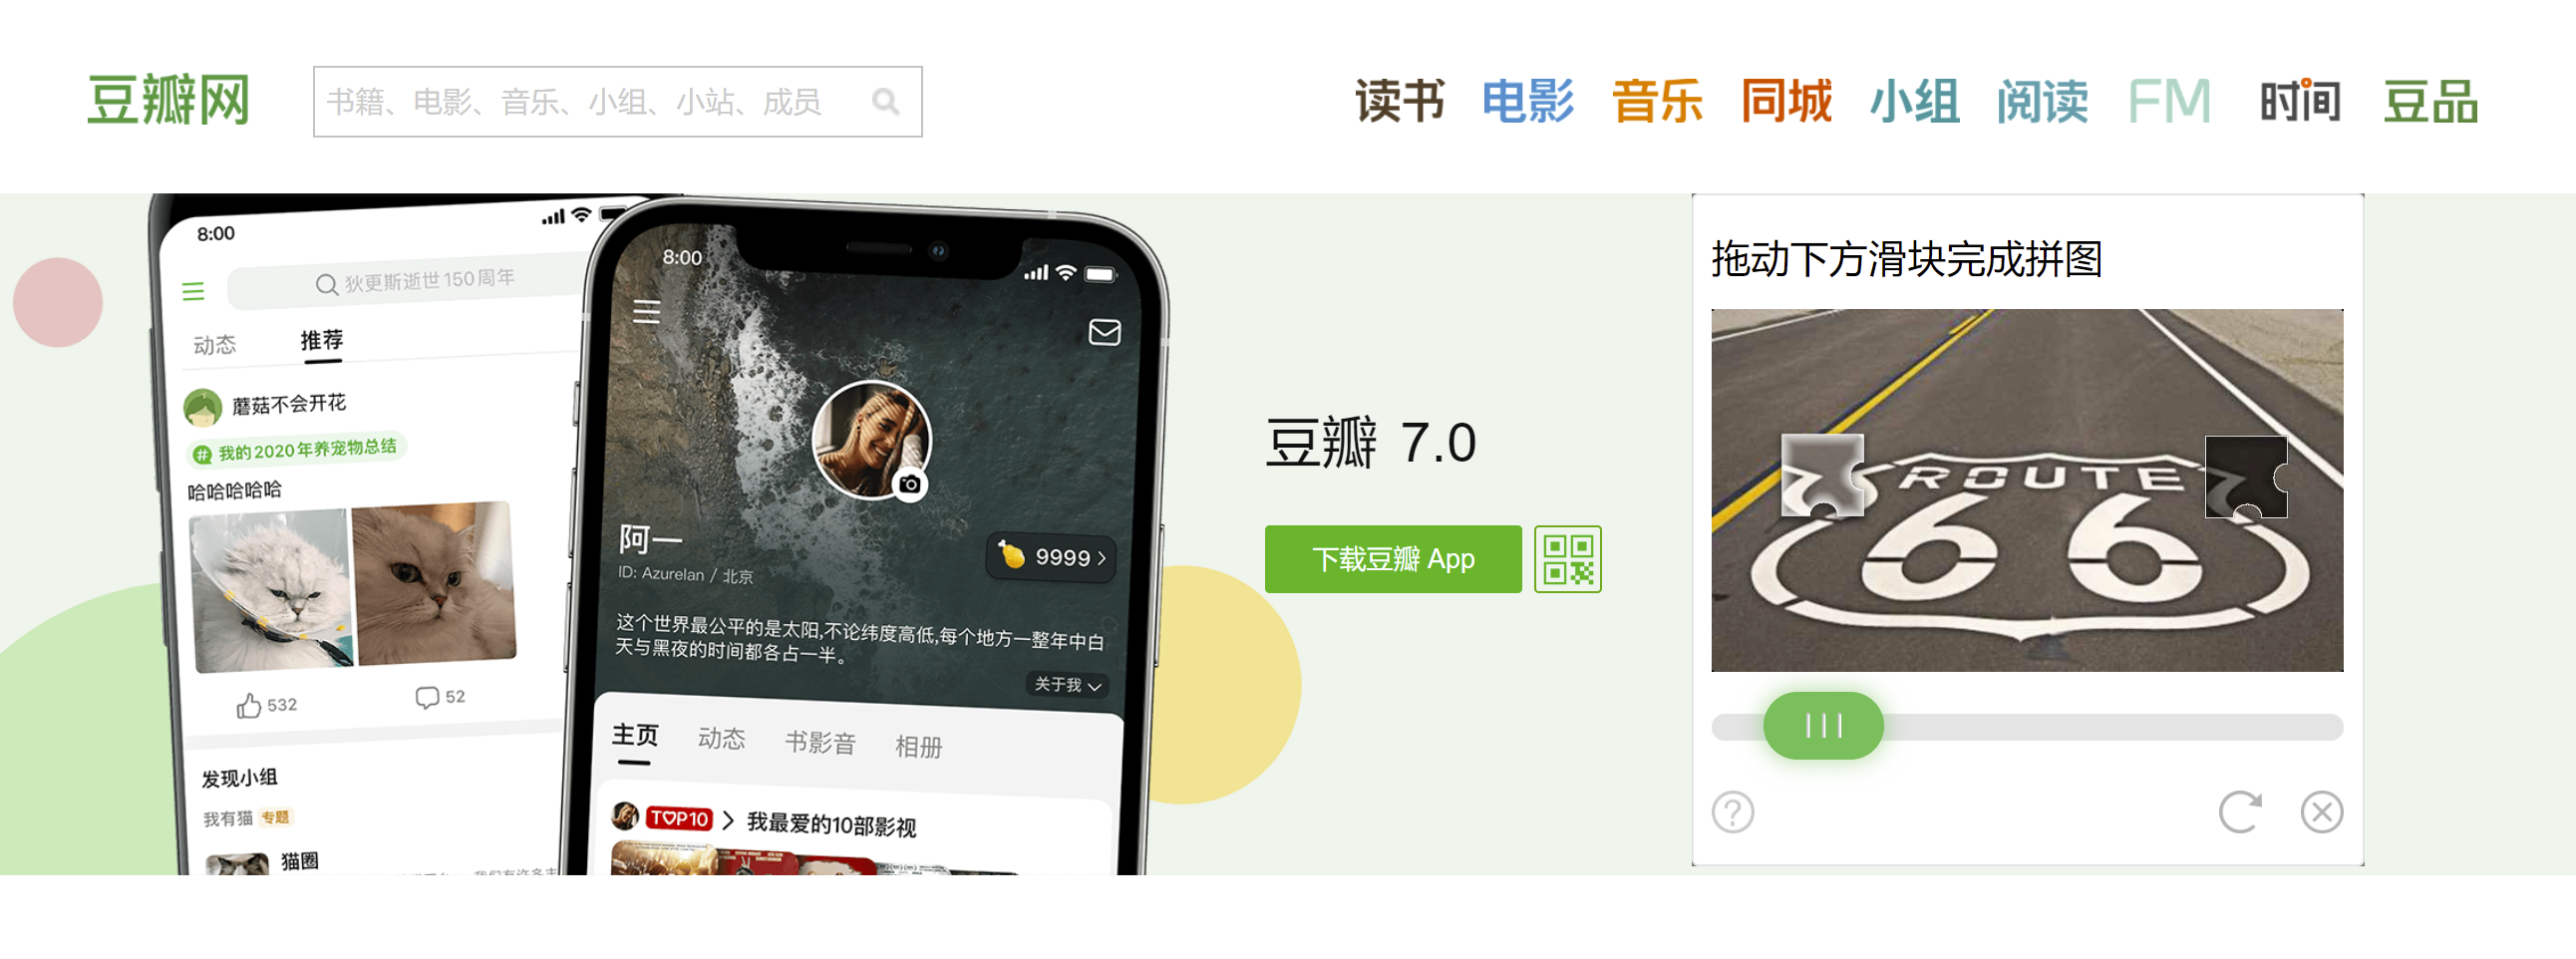 豆瓣网
书籍、电影、音乐、小组、小站、成员
读书 电影 音乐 同城 小组 阅读 FM 时间 豆品
8:00
狄更斯逝世150周年
动态 推荐
蘑菇不会开花
#我的2020年养宠物总结
哈哈哈哈哈
532 52
发现小组
我有猫 专题
猫圈
8:00
阿一
ID: Azurelan / 北京
9999
这个世界最公平的是太阳,不论纬度高低,每个地方一整年中白
天与黑夜的时间都各占一半。
关于我
主页 动态 书影音 相册
TOP10 我最爱的10部影视
豆瓣 7.0
下载豆瓣 App
拖动下方滑块完成拼图
ROUTE
66